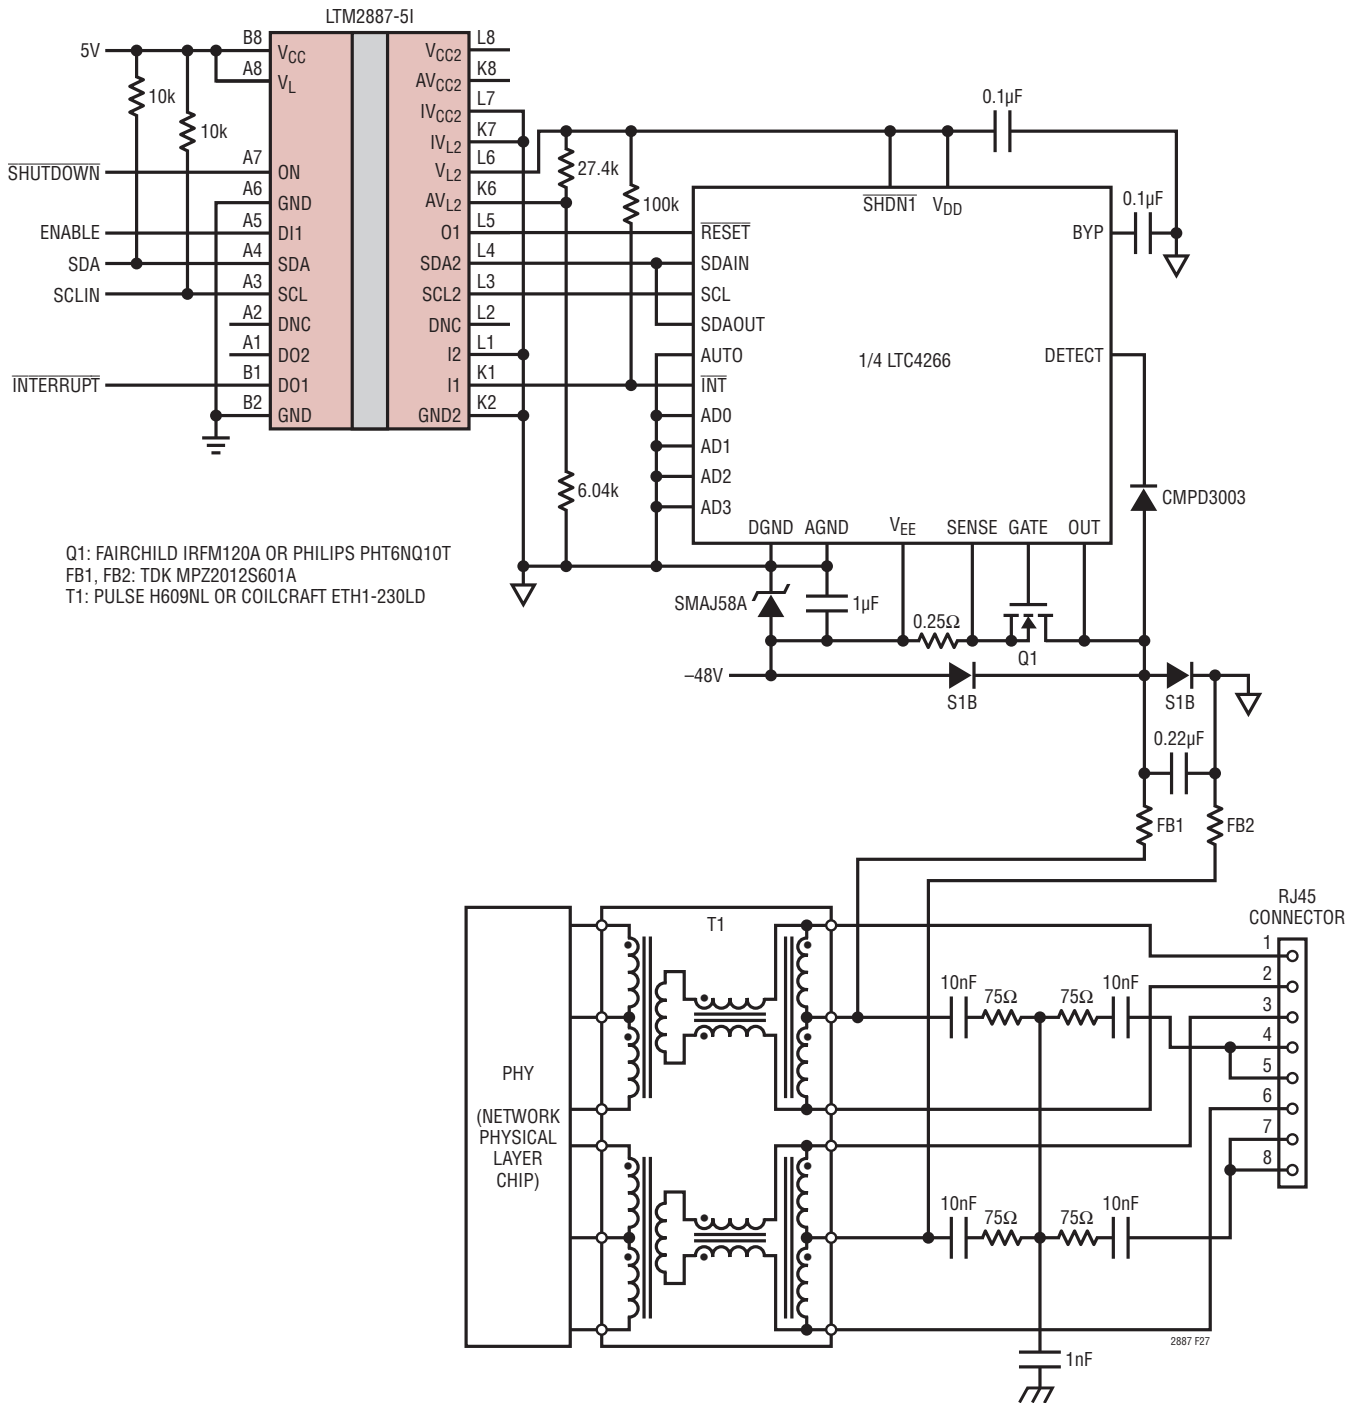 LTM2887-5I
5V
10k
10k
SHUTDOWN
ENABLE
SDA
SCLIN
INTERRUPT
B8
A8
A7
A6
A5
A4
A3
A2
A1
B1
B2
VCC
VL
ON
GND
DI1
SDA
SCL
DNC
DO2
DO1
GND
VCC2
AVCC2
IVCC2
IVL2
VL2
AVL2
O1
SDA2
SCL2
DNC
I2
I1
GND2
L8
K8
L7
K7
L6
K6
L5
L4
L3
L2
L1
K1
K2
27.4k
100k
6.04k
0.1µF
0.1µF
SHDN1
VDD
RESET
SDAIN
SCL
SDAOUT
AUTO
INT
AD0
AD1
AD2
AD3
1/4 LTC4266
BYP
DETECT
DGND
AGND
VEE
SENSE
GATE
OUT
CMPD3003
SMAJ58A
1µF
0.25Ω
Q1
–48V
S1B
S1B
0.22µF
FB1
FB2
Q1: FAIRCHILD IRFM120A OR PHILIPS PHT6NQ10T
FB1, FB2: TDK MPZ2012S601A
T1: PULSE H609NL OR COILCRAFT ETH1-230LD
PHY
(NETWORK
PHYSICAL
LAYER
CHIP)
T1
RJ45
CONNECTOR
1
2
3
4
5
6
7
8
10nF
75Ω
75Ω
10nF
10nF
75Ω
75Ω
10nF
1nF
2887 F27